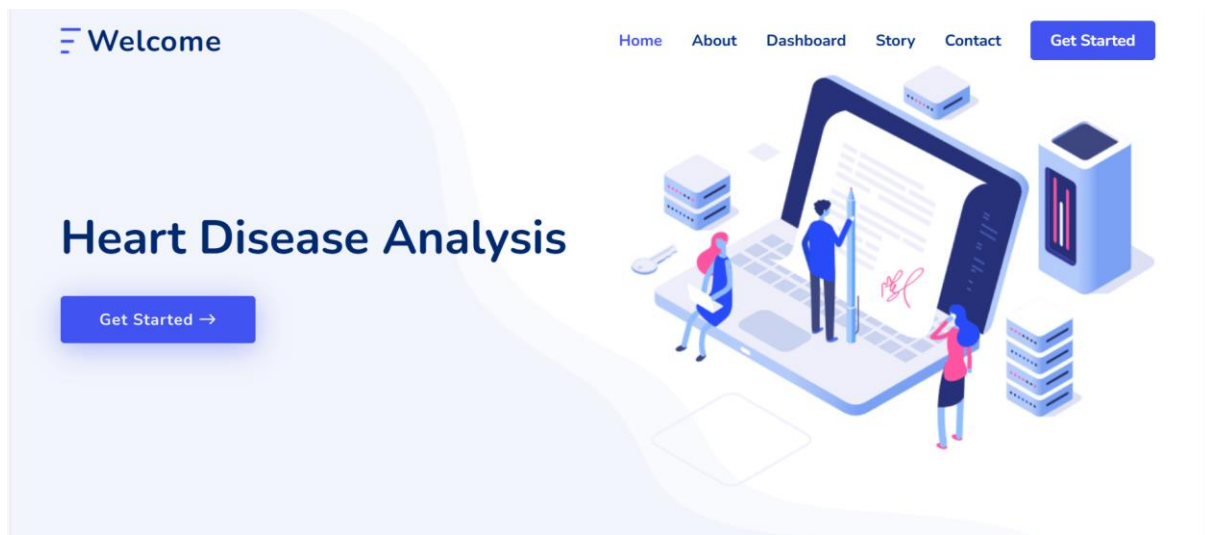 Welcome
Home About Dashboard Story Contact Get Started
Heart Disease Analysis
Get Started →